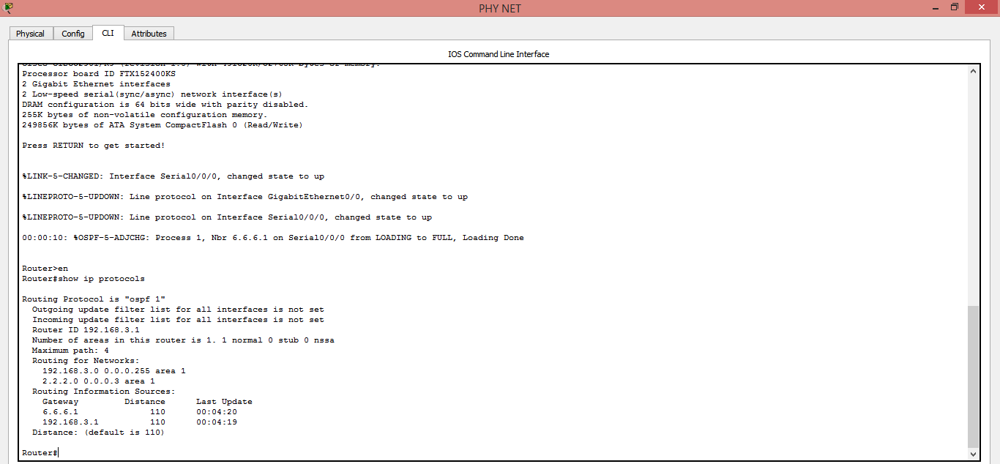 PHY NET
Physical Config CLI Attributes
IOS Command Line Interface
Processor board ID FTX152400KS
2 Gigabit Ethernet interfaces
2 Low-speed serial(sync/async) network interface(s)
DRAM configuration is 64 bits wide with parity disabled.
255K bytes of non-volatile configuration memory.
249856K bytes of ATA System CompactFlash 0 (Read/Write)
Press RETURN to get started!
%LINK-5-CHANGED: Interface Serial0/0/0, changed state to up
%LINEPROTO-5-UPDOWN: Line protocol on Interface GigabitEthernet0/0, changed state to up
%LINEPROTO-5-UPDOWN: Line protocol on Interface Serial0/0/0, changed state to up
00:00:10: %OSPF-5-ADJCHG: Process 1, Nbr 6.6.6.1 on Serial0/0/0 from LOADING to FULL, Loading Done
Router>en
Router#show ip protocols
Routing Protocol is "ospf 1"
Outgoing update filter list for all interfaces is not set
Incoming update filter list for all interfaces is not set
Router ID 192.168.3.1
Number of areas in this router is 1. 1 normal 0 stub 0 nssa
Maximum path: 4
Routing for Networks:
192.168.3.0 0.0.0.255 area 1
2.2.2.0 0.0.0.3 area 1
Routing Information Sources:
Gateway Distance Last Update
6.6.6.1 110 00:04:20
192.168.3.1 110 00:04:19
Distance: (default is 110)
Router#